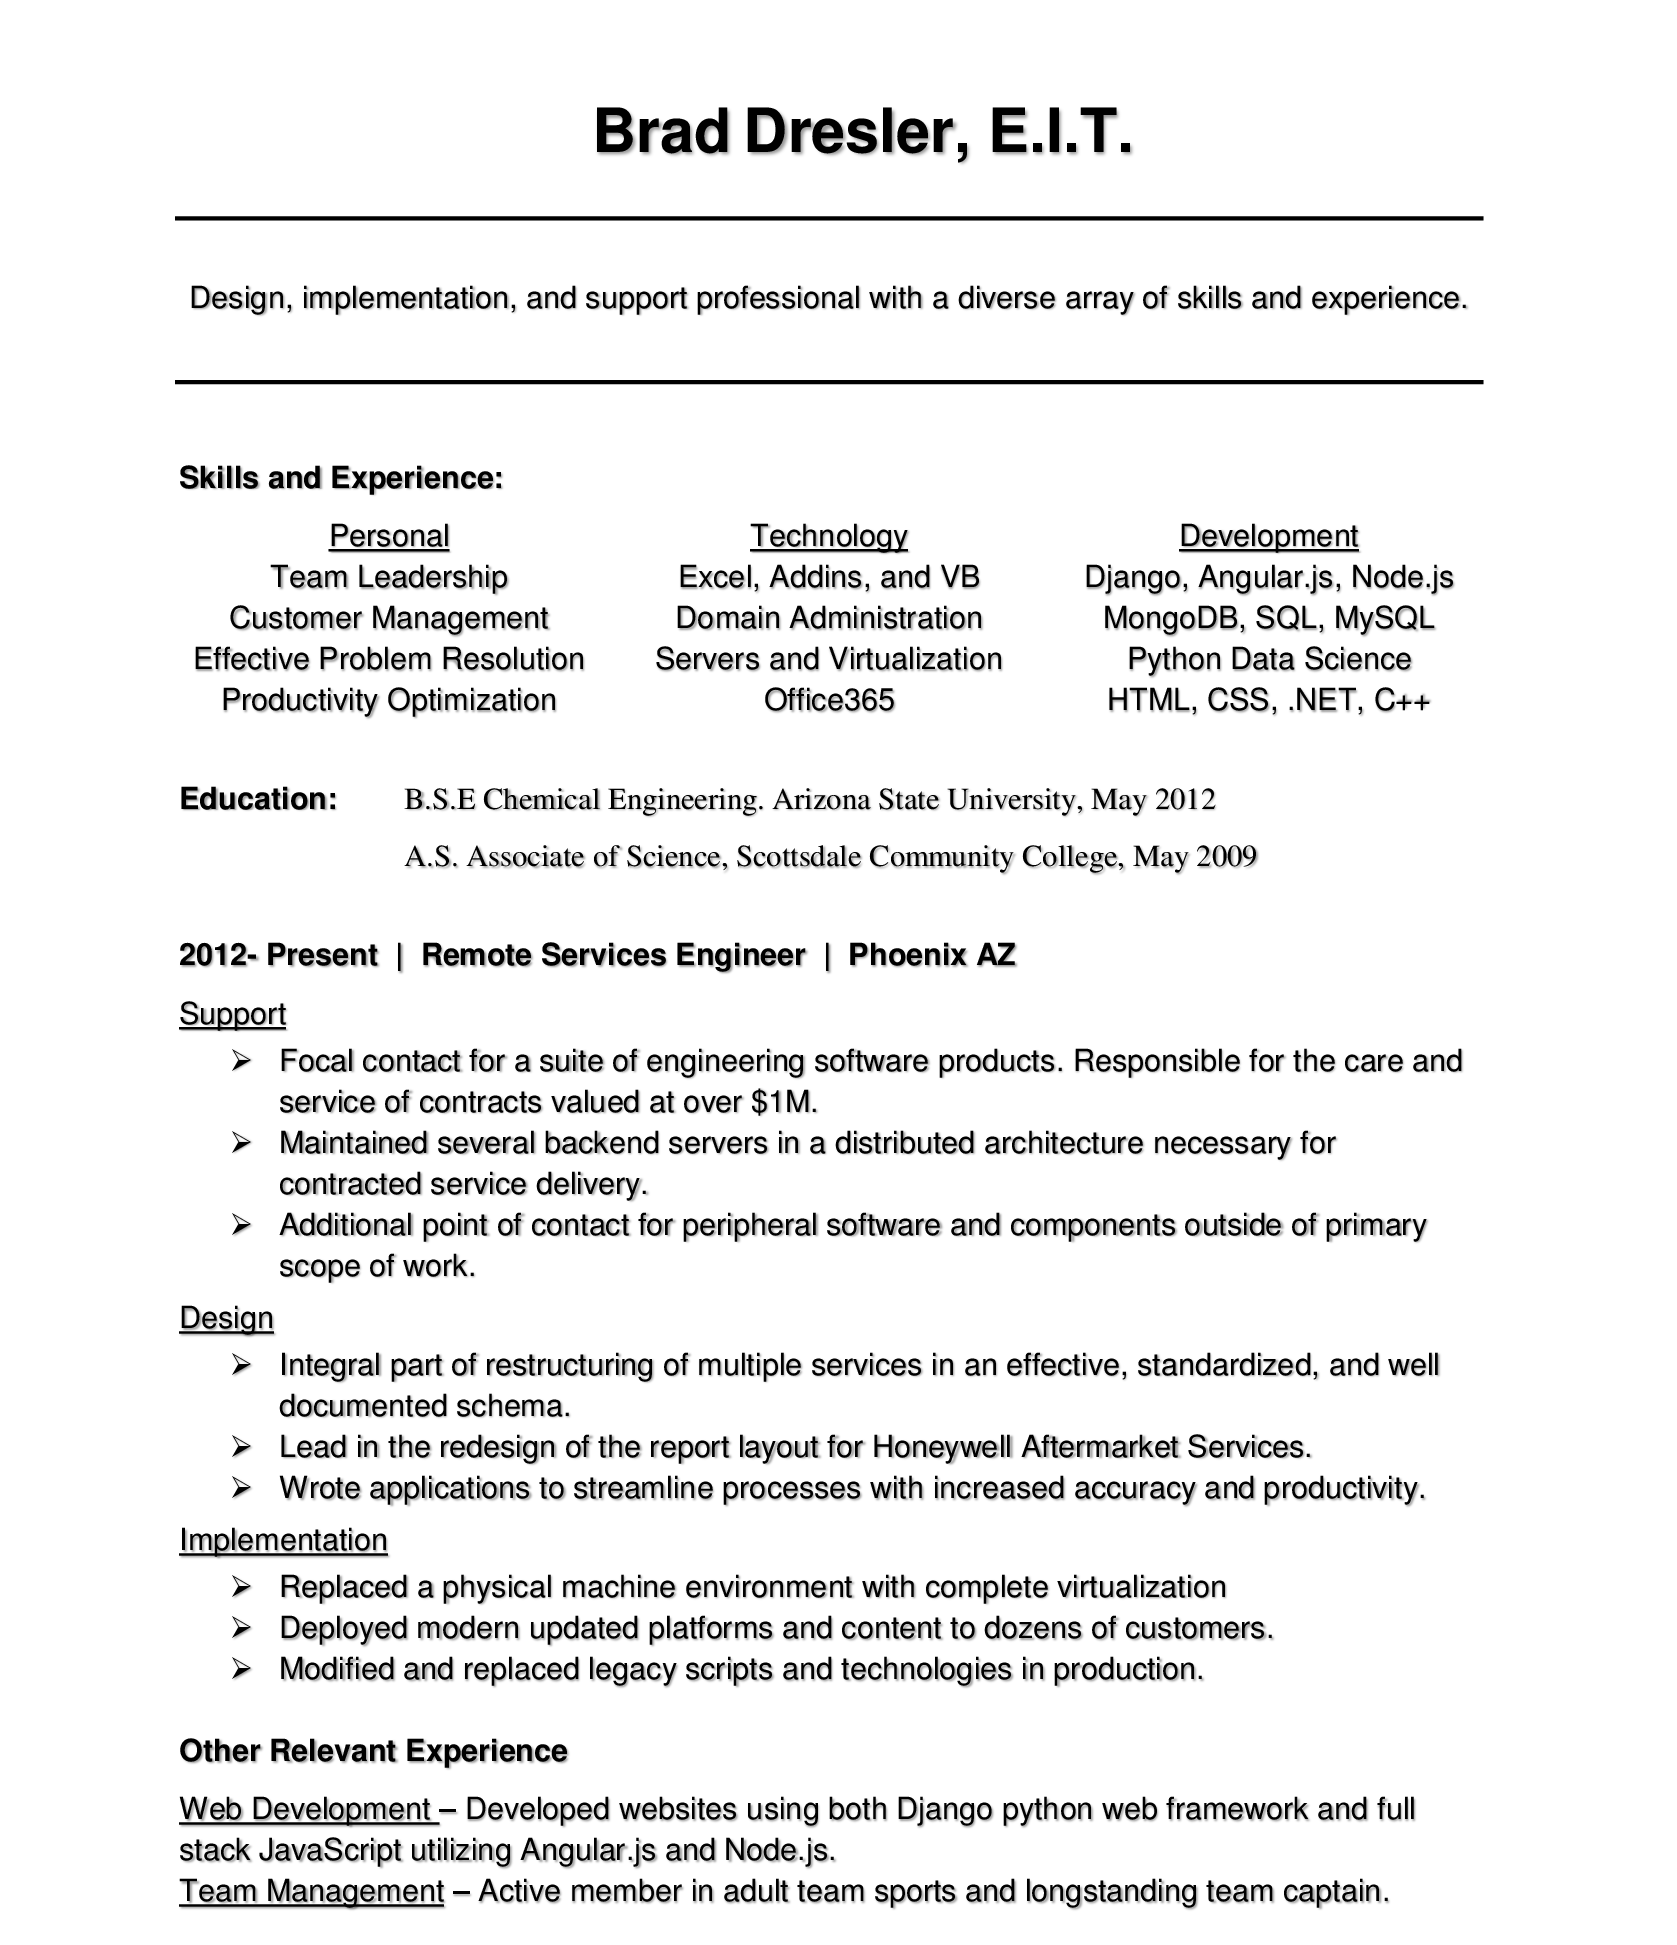 Brad Dresler, E.I.T.
Design, implementation, and support professional with a diverse array of skills and experience.
Skills and Experience:
Personal Technology Development
Team Leadership Excel, Addins, and VB Django, Angular.js, Node.js
Customer Management Domain Administration MongoDB, SQL, MySQL
Effective Problem Resolution Servers and Virtualization Python Data Science
Productivity Optimization Office365 HTML, CSS, .NET, C++
Education: B.S.E Chemical Engineering. Arizona State University, May 2012
A.S. Associate of Science, Scottsdale Community College, May 2009
2012- Present | Remote Services Engineer | Phoenix AZ
Support
➢ Focal contact for a suite of engineering software products. Responsible for the care and
service of contracts valued at over $1M.
➢ Maintained several backend servers in a distributed architecture necessary for
contracted service delivery.
➢ Additional point of contact for peripheral software and components outside of primary
scope of work.
Design
➢ Integral part of restructuring of multiple services in an effective, standardized, and well
documented schema.
➢ Lead in the redesign of the report layout for Honeywell Aftermarket Services.
➢ Wrote applications to streamline processes with increased accuracy and productivity.
Implementation
➢ Replaced a physical machine environment with complete virtualization
➢ Deployed modern updated platforms and content to dozens of customers.
➢ Modified and replaced legacy scripts and technologies in production.
Other Relevant Experience
Web Development – Developed websites using both Django python web framework and full
stack JavaScript utilizing Angular.js and Node.js.
Team Management – Active member in adult team sports and longstanding team captain.